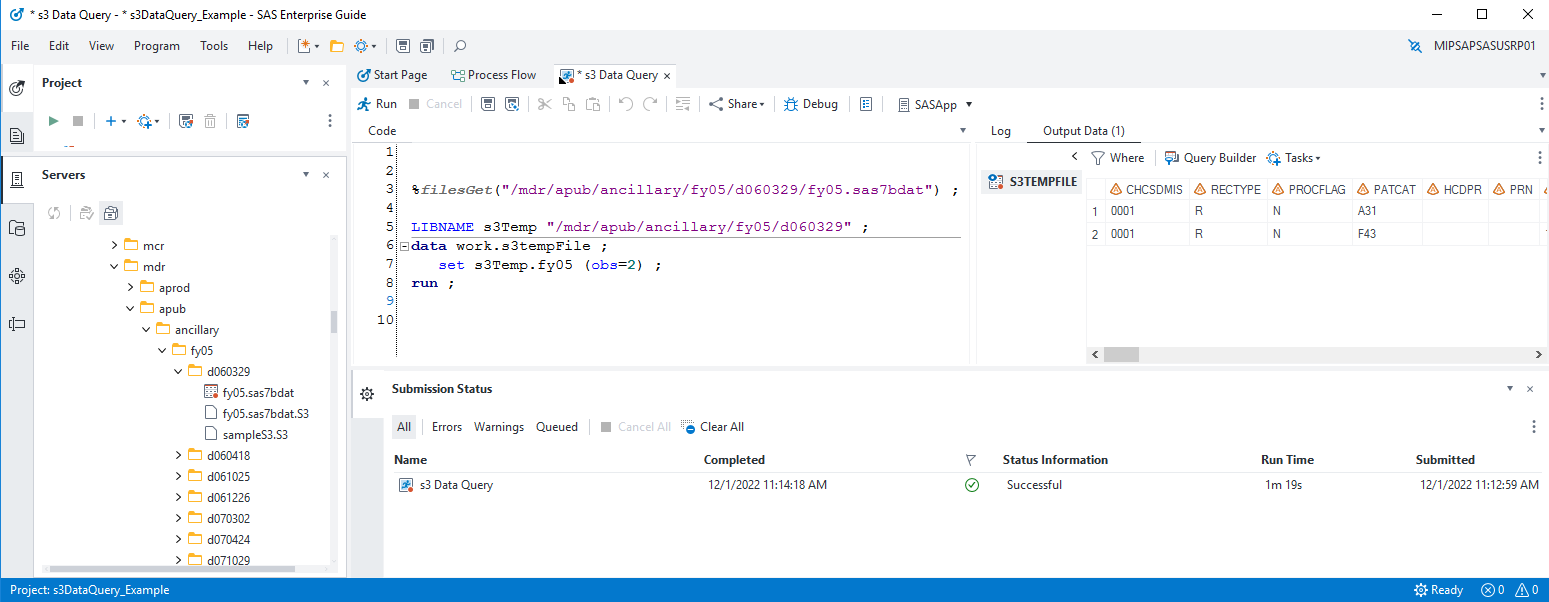 * s3 Data Query - * s3DataQuery_Example - SAS Enterprise Guide
File Edit View Program Tools Help
MIPSAPSASUSRP01
Project
Servers
mcr
mdr
aprod
apub
ancillary
fy05
d060329
fy05.sas7bdat
fy05.sas7bdat.S3
sampleS3.S3
d060418
d061025
d061226
d070302
d070424
d071029
Start Page Process Flow * s3 Data Query
Run Cancel Share Debug SASApp
Code
1
2
3 %filesGet("/mdr/apub/ancillary/fy05/d060329/fy05.sas7bdat") ;
4
5 LIBNAME s3Temp "/mdr/apub/ancillary/fy05/d060329" ;
6 data work.s3tempFile ;
7 set s3Temp.fy05 (obs=2) ;
8 run ;
9
10
Log Output Data (1)
Where Query Builder Tasks
S3TEMPFILE
CHCSDMIS RECTYPE PROCFLAG PATCAT HCDPR PRN
1 0001 R N A31
2 0001 R N F43
Submission Status
All Errors Warnings Queued Cancel All Clear All
Name Completed Status Information Run Time Submitted
s3 Data Query 12/1/2022 11:14:18 AM Successful 1m 19s 12/1/2022 11:12:59 AM
Project: s3DataQuery_Example Ready 0 0